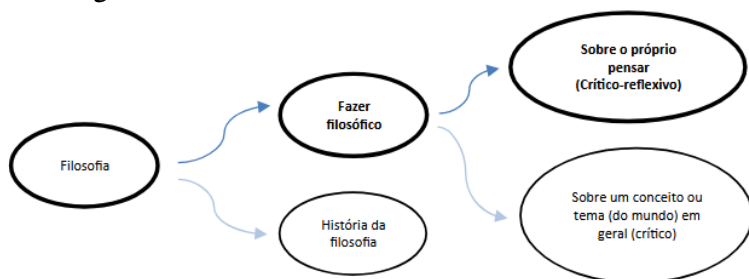 Filosofia
Fazer
filosófico
História da
filosofia
Sobre o próprio
pensar
(Crítico-reflexivo)
Sobre um conceito ou
tema (do mundo) em
geral (crítico)